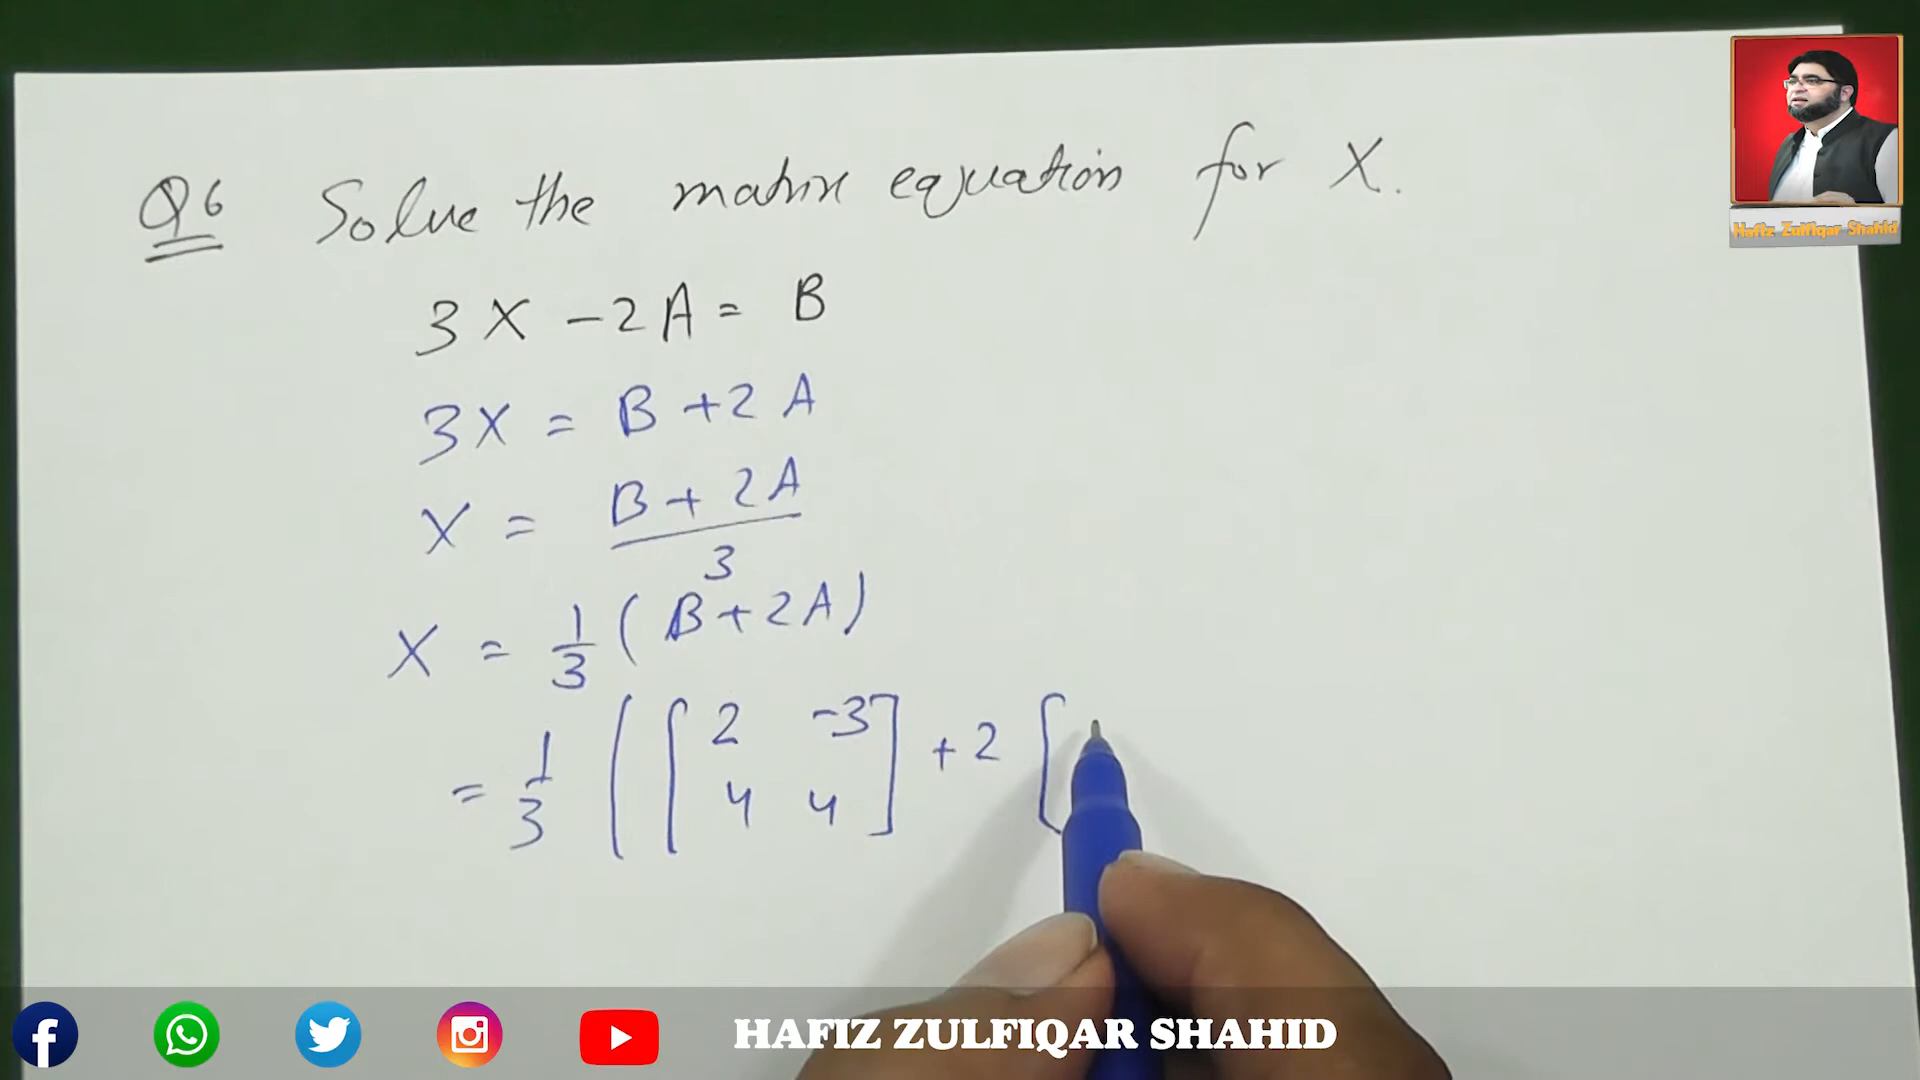 Q6 Solve the matrix equation for X.
3X - 2A = B
3X = B + 2A
X = B + 2A / 3
X = 1/3 (B + 2A)
= 1/3 ( [ 2 -3
4 4 ] + 2 [
Hafiz Zulfiqar Shahid
HAFIZ ZULFIQAR SHAHID